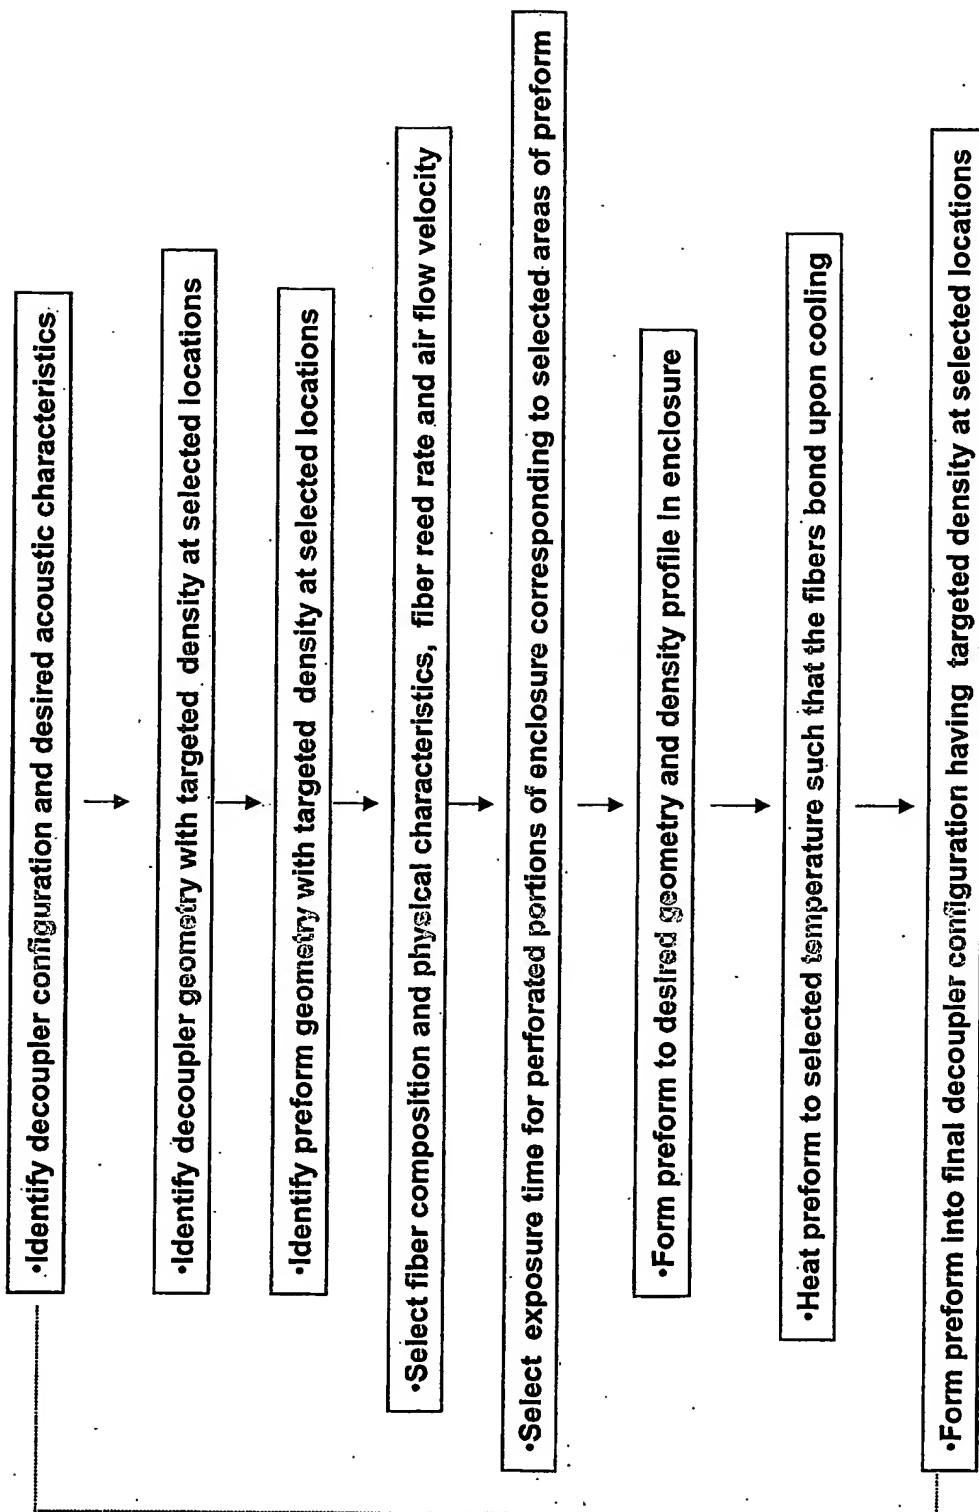 •Identify decoupler configuration and desired acoustic characteristics
•Identify decoupler geometry with targeted density at selected locations
•Identify preform geometry with targeted density at selected locations
•Select fiber composition and physical characteristics, fiber reed rate and air flow velocity
•Select exposure time for perforated portions of enclosure corresponding to selected areas of preform
•Form preform to desired geometry and density profile in enclosure
•Heat preform to selected temperature such that the fibers bond upon cooling
•Form preform into final decoupler configuration having targeted density at selected locations